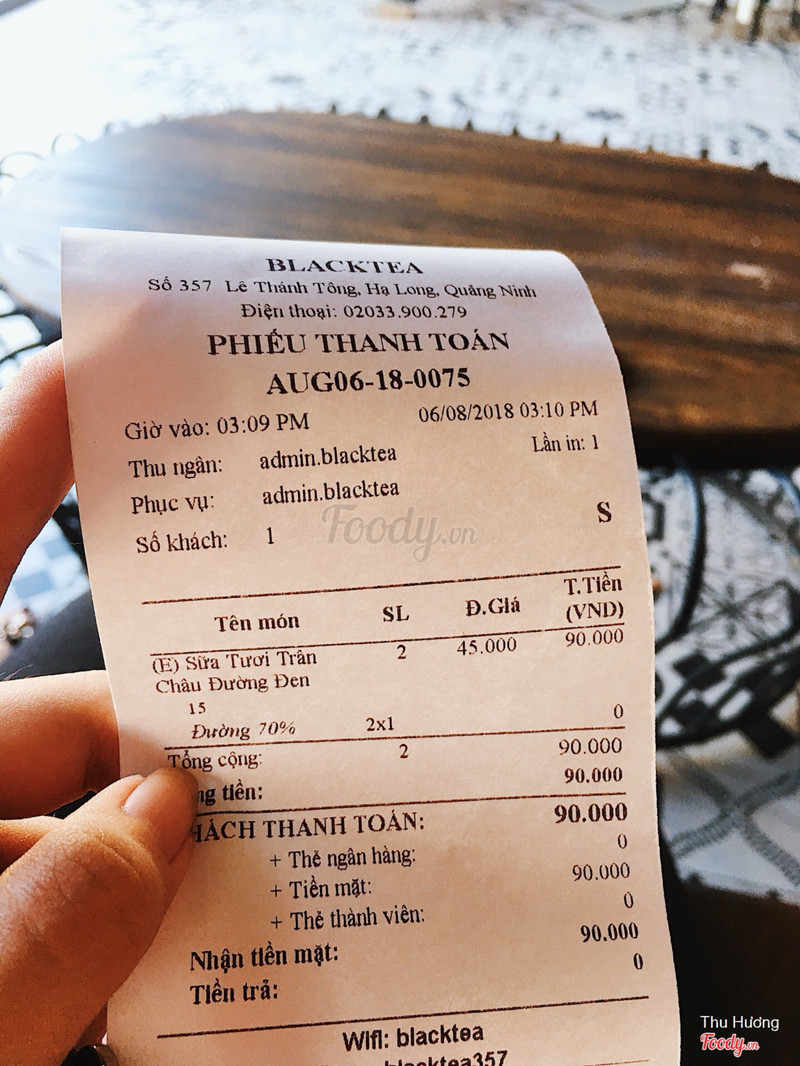 BLACKTEA
Số 357 Lê Thánh Tông, Hạ Long, Quảng Ninh
Điện thoại: 02033.900.279
PHIẾU THANH TOÁN
AUG06-18-0075
Giờ vào: 03:09 PM 06/08/2018 03:10 PM
Thu ngân: admin.blacktea Lần in: 1
Phục vụ: admin.blacktea
Số khách: 1 S
Foody.vn
Tên món SL Đ.Giá T.Tiền (VND)
(E) Sữa Tươi Trân 2 45.000 90.000
Châu Đường Đen
15
Đường 70% 2x1 0
Tổng cộng: 2 90.000
ng tiền: 90.000
HÁCH THANH TOÁN: 90.000
+ Thẻ ngân hàng: 0
+ Tiền mặt: 90.000
+ Thẻ thành viên: 0
Nhận tiền mặt: 90.000
Tiền trả: 0
Wifi: blacktea
blacktea357
Thu Hương
Foody.vn